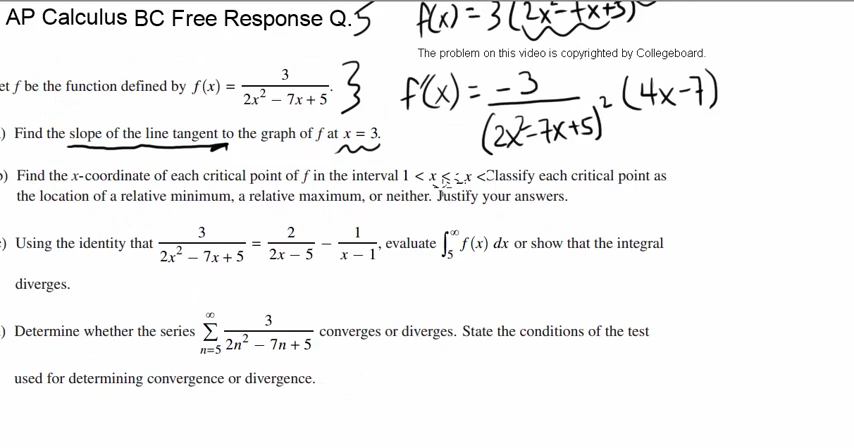 AP Calculus BC Free Response Q.5
f(x) = 3(2x² - 7x + 5)
The problem on this video is copyrighted by Collegeboard.
et f be the function defined by f(x) = 3 / (2x² − 7x + 5).
f'(x) = -3 / (2x² - 7x + 5)² (4x - 7)
) Find the slope of the line tangent to the graph of f at x = 3.
) Find the x-coordinate of each critical point of f in the interval 1 < x < Classify each critical point as
the location of a relative minimum, a relative maximum, or neither. Justify your answers.
) Using the identity that 3 / (2x² − 7x + 5) = 2 / (2x − 5) − 1 / (x − 1), evaluate ∫₅^∞ f(x) dx or show that the integral
diverges.
) Determine whether the series ∑_{n=5}^∞ 3 / (2n² − 7n + 5) converges or diverges. State the conditions of the test
used for determining convergence or divergence.